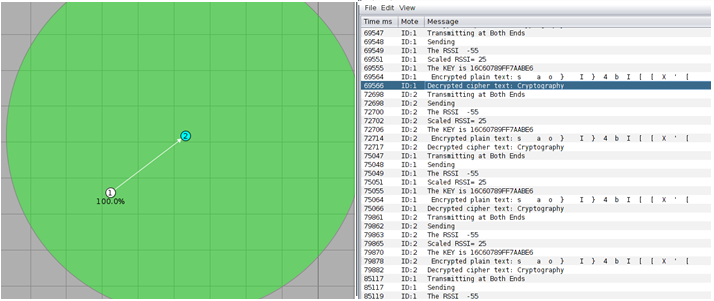 2
1
100.0%
File Edit View
Time ms Mote Message
69547 ID:1 Transmitting at Both Ends
69548 ID:1 Sending
69549 ID:1 The RSSI -55
69551 ID:1 Scaled RSSI= 25
69555 ID:1 The KEY is 16C60789FF7AABE6
69564 ID:1 Encrypted plain text: s a o } I } 4 b I [ [ X ' [
69566 ID:1 Decrypted cipher text: Cryptography
72698 ID:2 Transmitting at Both Ends
72698 ID:2 Sending
72700 ID:2 The RSSI -55
72702 ID:2 Scaled RSSI= 25
72706 ID:2 The KEY is 16C60789FF7AABE6
72714 ID:2 Encrypted plain text: s a o } I } 4 b I [ [ X ' [
72717 ID:2 Decrypted cipher text: Cryptography
75047 ID:1 Transmitting at Both Ends
75048 ID:1 Sending
75049 ID:1 The RSSI -55
75051 ID:1 Scaled RSSI= 25
75055 ID:1 The KEY is 16C60789FF7AABE6
75064 ID:1 Encrypted plain text: s a o } I } 4 b I [ [ X ' [
75066 ID:1 Decrypted cipher text: Cryptography
79861 ID:2 Transmitting at Both Ends
79862 ID:2 Sending
79863 ID:2 The RSSI -55
79865 ID:2 Scaled RSSI= 25
79870 ID:2 The KEY is 16C60789FF7AABE6
79878 ID:2 Encrypted plain text: s a o } I } 4 b I [ [ X ' [
79882 ID:2 Decrypted cipher text: Cryptography
85117 ID:1 Transmitting at Both Ends
85117 ID:1 Sending
85119 ID:1 The RSSI -55